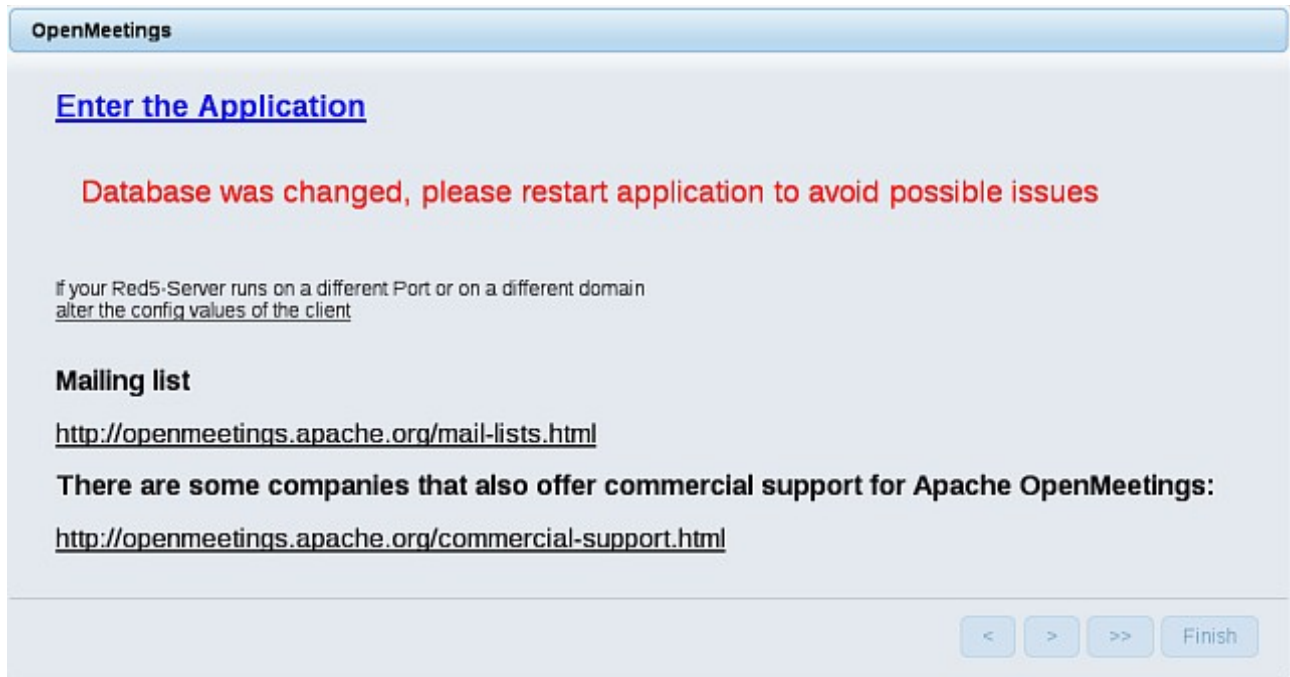 OpenMeetings
Enter the Application
Database was changed, please restart application to avoid possible issues
If your Red5-Server runs on a different Port or on a different domain
alter the config values of the client
Mailing list
http://openmeetings.apache.org/mail-lists.html
There are some companies that also offer commercial support for Apache OpenMeetings:
http://openmeetings.apache.org/commercial-support.html
< > >> Finish